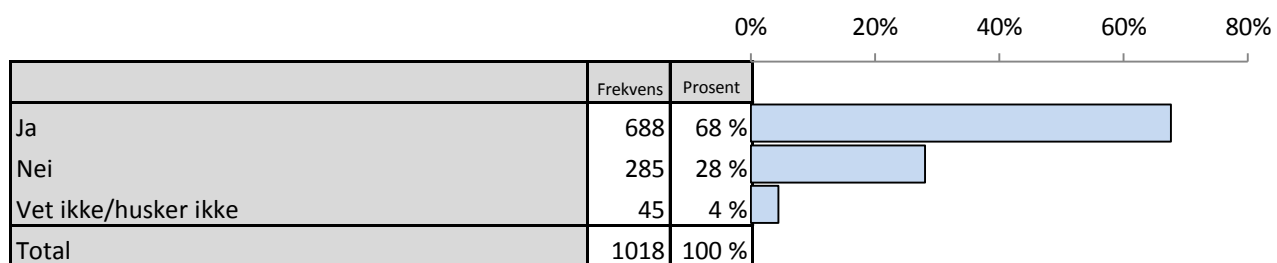 0% 20% 40% 60% 80%
Frekvens Prosent
Ja 688 68 %
Nei 285 28 %
Vet ikke/husker ikke 45 4 %
Total 1018 100 %